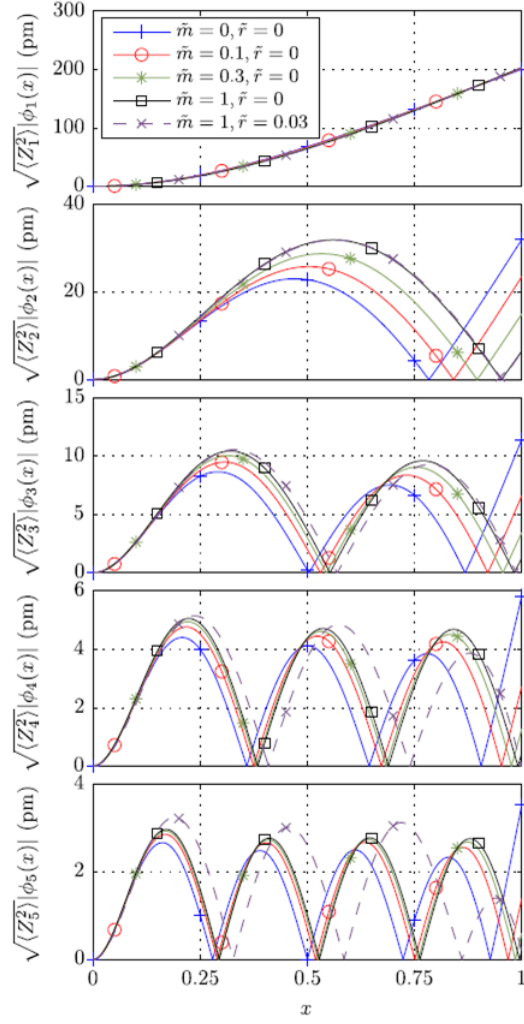 √⟨Z₁²⟩|ϕ₁(x)| (pm)
300
200
100
0
m̃ = 0, r̃ = 0
m̃ = 0.1, r̃ = 0
m̃ = 0.3, r̃ = 0
m̃ = 1, r̃ = 0
m̃ = 1, r̃ = 0.03
√⟨Z₂²⟩|ϕ₂(x)| (pm)
40
20
0
√⟨Z₃²⟩|ϕ₃(x)| (pm)
15
10
5
0
√⟨Z₄²⟩|ϕ₄(x)| (pm)
6
4
2
0
√⟨Z₅²⟩|ϕ₅(x)| (pm)
4
2
0
0 0.25 0.5 0.75 1
x